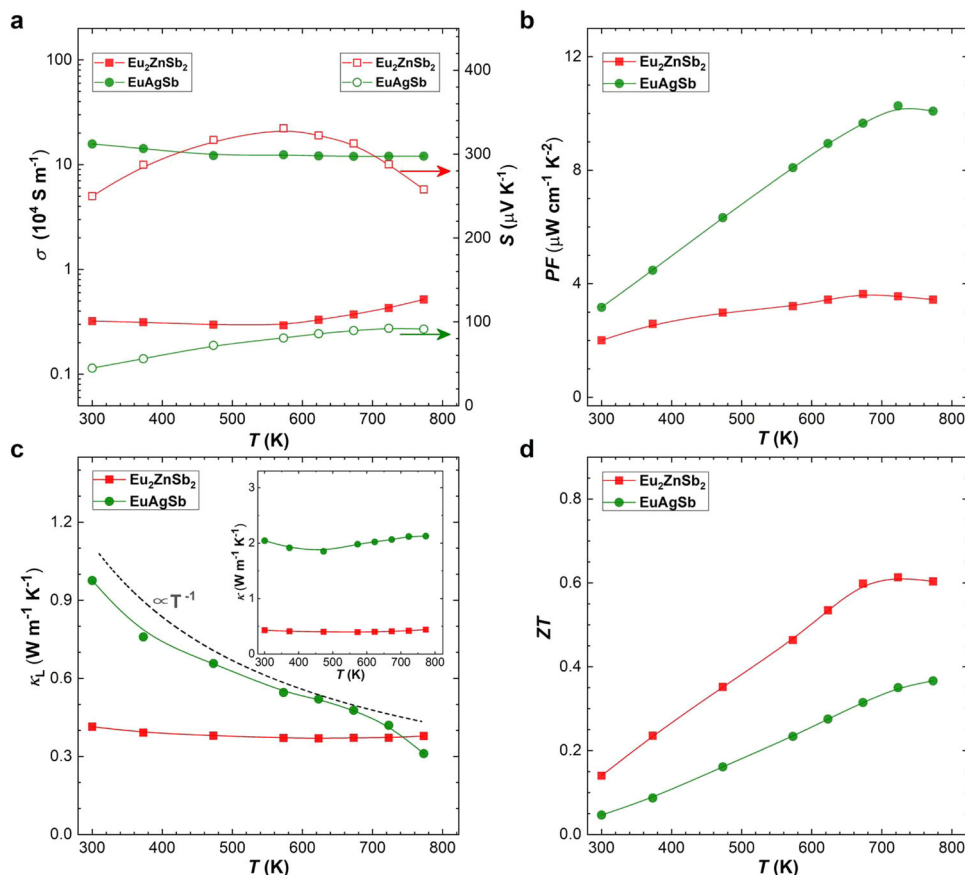 a
Eu₂ZnSb₂
EuAgSb
Eu₂ZnSb₂
EuAgSb
100
10
1
0.1
σ (10⁴ S m⁻¹)
400
300
200
100
0
S (μV K⁻¹)
300 400 500 600 700 800
T (K)
b
Eu₂ZnSb₂
EuAgSb
12
8
4
0
PF (μW cm⁻¹ K⁻²)
300 400 500 600 700 800
T (K)
c
Eu₂ZnSb₂
EuAgSb
∝T⁻¹
1.2
0.9
0.6
0.3
0.0
κL (W m⁻¹ K⁻¹)
300 400 500 600 700 800
T (K)
3
2
1
0
κ (W m⁻¹ K⁻¹)
300 400 500 600 700 800
T (K)
d
Eu₂ZnSb₂
EuAgSb
0.8
0.6
0.4
0.2
0.0
ZT
300 400 500 600 700 800
T (K)